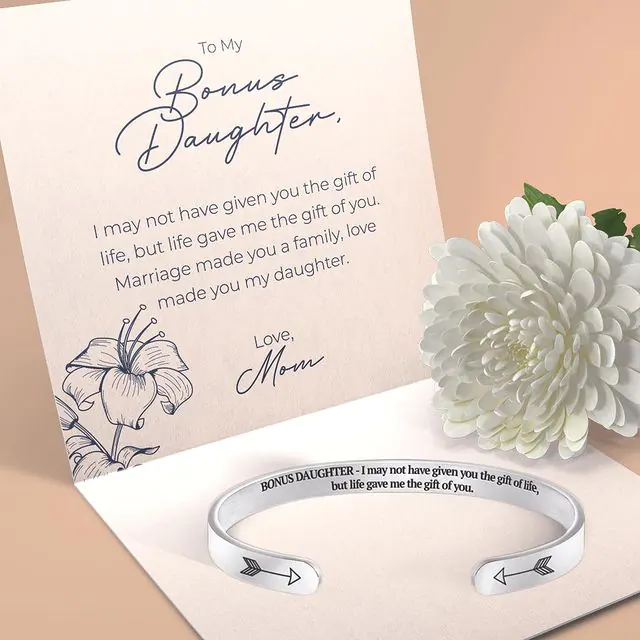 To My
Bonus
Daughter,
I may not have given you the gift of
life, but life gave me the gift of you.
Marriage made you a family, love
made you my daughter.
Love,
Mom
BONUS DAUGHTER - I may not have given you the gift of life,
but life gave me the gift of you.